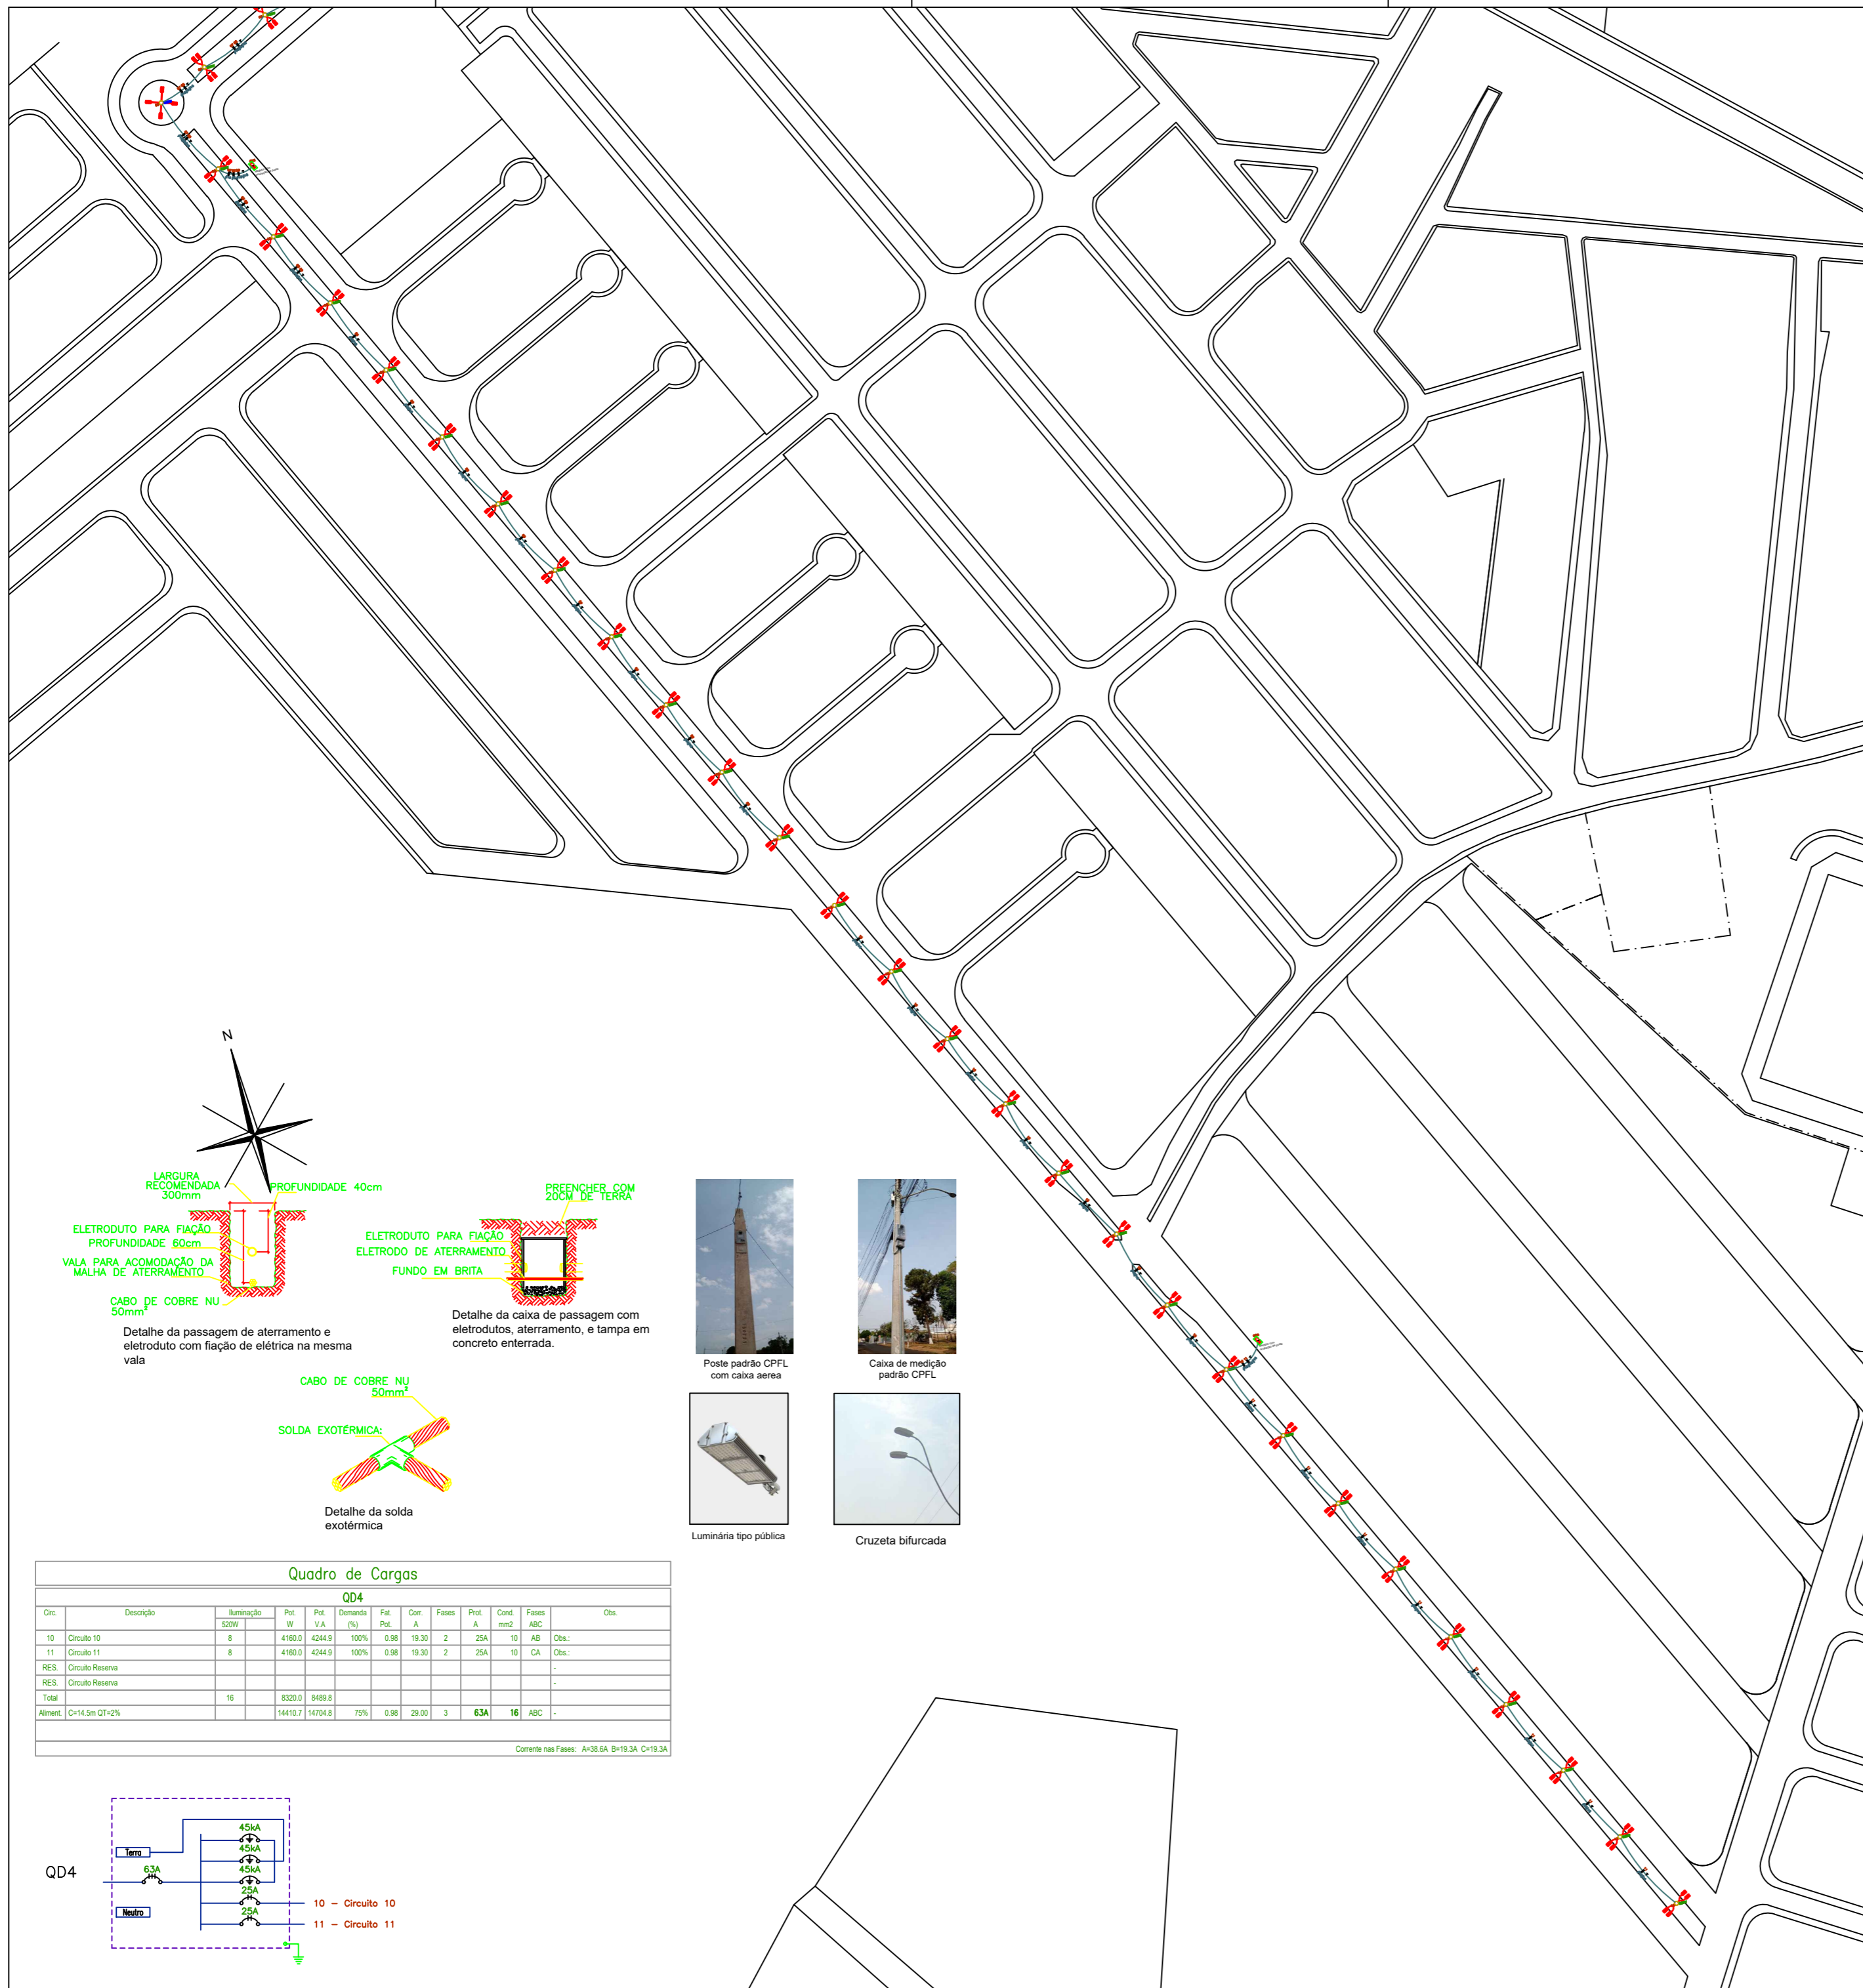 N
LARGURA
RECOMENDADA
300mm
PROFUNDIDADE 40cm
ELETRODUTO PARA FIAÇÃO
PROFUNDIDADE 60cm
VALA PARA ACOMODAÇÃO DA
MALHA DE ATERRAMENTO
CABO DE COBRE NU
50mm²
Detalhe da passagem de aterramento e
eletroduto com fiação de elétrica na mesma
vala
PREENCHER COM
20CM DE TERRA
ELETRODUTO PARA FIAÇÃO
ELETRODO DE ATERRAMENTO
FUNDO EM BRITA
Detalhe da caixa de passagem com
eletrodutos, aterramento, e tampa em
concreto enterrada.
Poste padrão CPFL
com caixa aerea
Caixa de medição
padrão CPFL
CABO DE COBRE NU
50mm²
SOLDA EXOTÉRMICA:
Detalhe da solda
exotérmica
Luminária tipo pública
Cruzeta bifurcada
Quadro de Cargas
QD4
Circ. Descrição Iluminação Pot. Pot. Demanda Fat. Corr. Fases Prot. Cond. Fases Obs.
520W W V.A (%) Pot. A A mm2 ABC
10 Circuito 10 8 4160.0 4244.9 100% 0.98 19.30 2 25A 10 AB Obs.:
11 Circuito 11 8 4160.0 4244.9 100% 0.98 19.30 2 25A 10 CA Obs.:
RES. Circuito Reserva -
RES. Circuito Reserva -
Total 16 8320.0 8489.8
Aliment. C=14.5m QT=2% 14410.7 14704.8 75% 0.98 29.00 3 63A 16 ABC -
Corrente nas Fases: A=38.6A B=19.3A C=19.3A
QD4
Terra
Neutro
63A
45kA
45kA
45kA
25A
25A
10 - Circuito 10
11 - Circuito 11